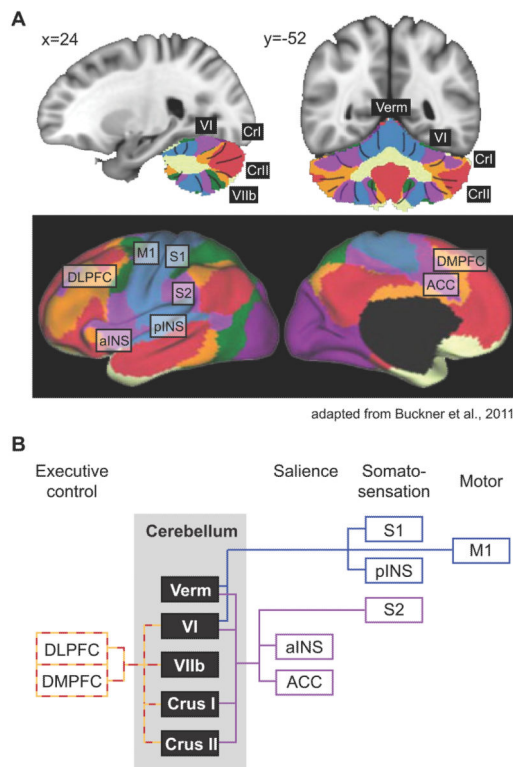 A
x=24
y=-52
Verm
VI
VI
CrI
CrI
CrII
CrII
VIIb
M1
S1
DLPFC
DMPFC
S2
ACC
pINS
aINS
adapted from Buckner et al., 2011
B
Executive
control
Salience
Somato-
sensation
Motor
Cerebellum
S1
M1
pINS
Verm
S2
VI
aINS
DLPFC
VIIb
ACC
DMPFC
Crus I
Crus II